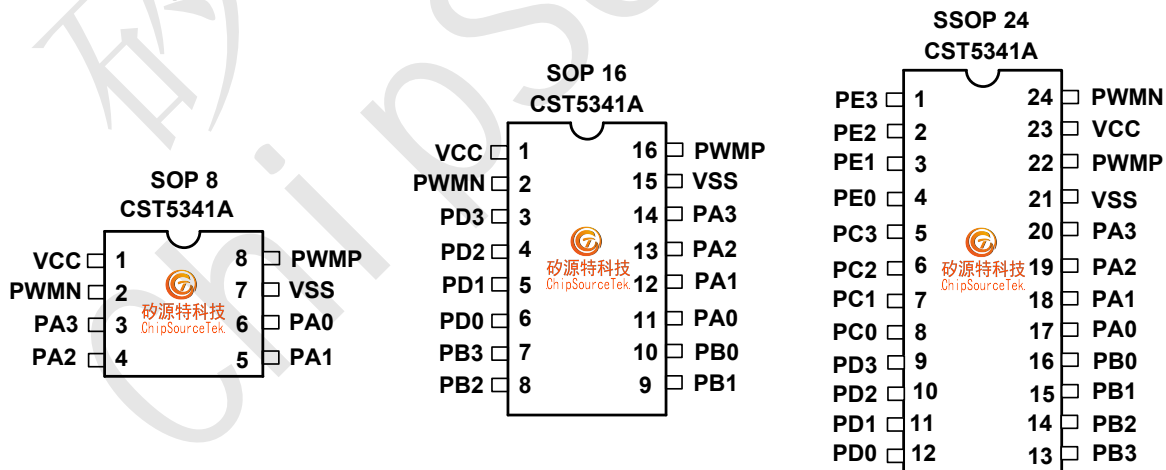 SOP 8
CST5341A
VCC 1 8 PWMP
PWMN 2 7 VSS
PA3 3 6 PA0
PA2 4 5 PA1
矽源特科技
ChipSourceTek.
SOP 16
CST5341A
VCC 1 16 PWMP
PWMN 2 15 VSS
PD3 3 14 PA3
PD2 4 13 PA2
PD1 5 12 PA1
PD0 6 11 PA0
PB3 7 10 PB0
PB2 8 9 PB1
矽源特科技
ChipSourceTek.
SSOP 24
CST5341A
PE3 1 24 PWMN
PE2 2 23 VCC
PE1 3 22 PWMP
PE0 4 21 VSS
PC3 5 20 PA3
PC2 6 19 PA2
PC1 7 18 PA1
PC0 8 17 PA0
PD3 9 16 PB0
PD2 10 15 PB1
PD1 11 14 PB2
PD0 12 13 PB3
矽源特科技
ChipSourceTek.